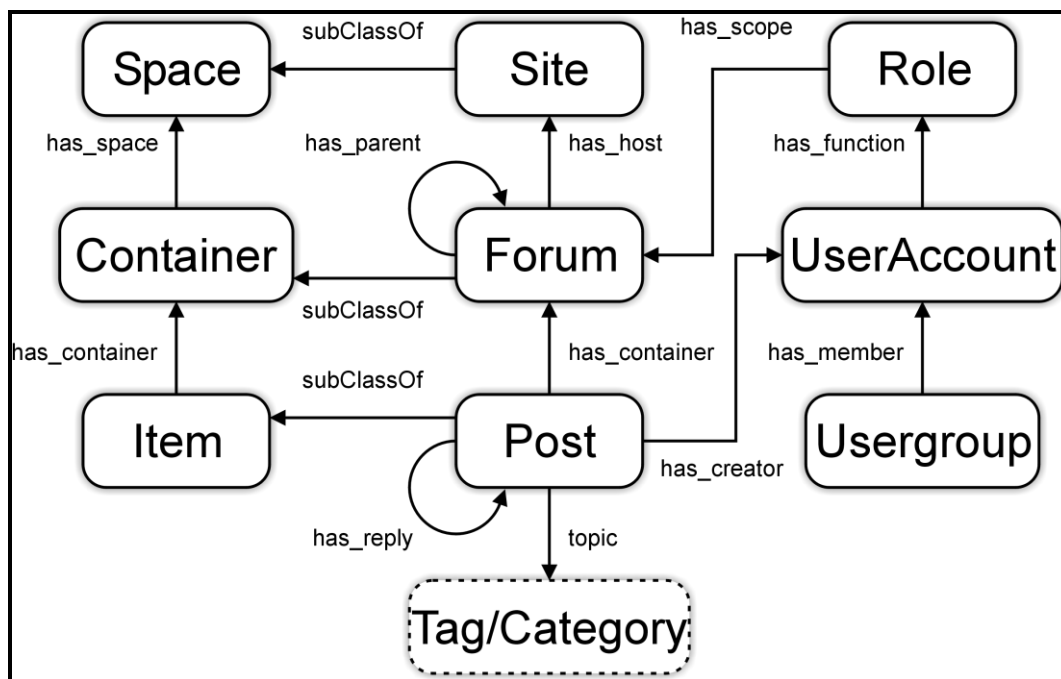 subClassOf
has_scope
Space
Site
Role
has_space
has_parent
has_host
has_function
Container
Forum
UserAccount
subClassOf
has_container
has_container
has_member
subClassOf
Item
Post
Usergroup
has_creator
has_reply
topic
Tag/Category